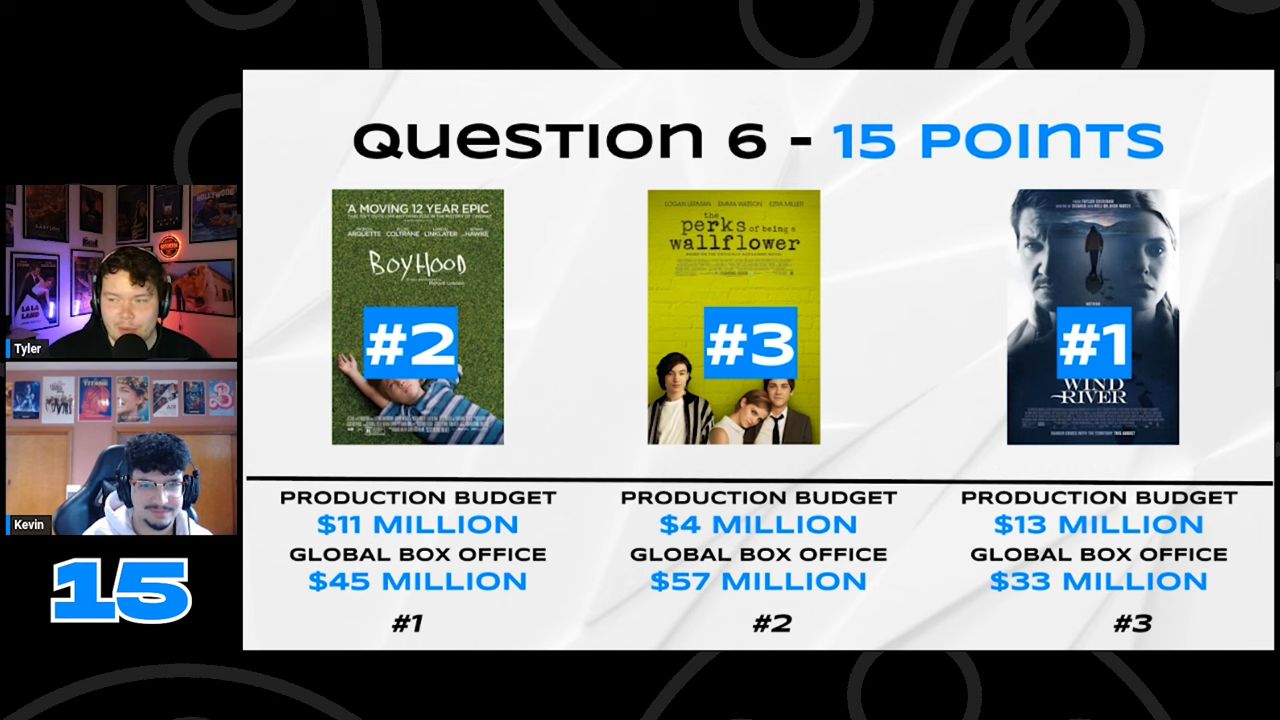 QUESTION 6 - 15 POINTS
A MOVING 12 YEAR EPIC
ARQUETTE COLTRANE LINKLATER HAWKE
BOYHOOD
#2
LOGAN LERMAN EMMA WATSON EZRA MILLER
the
perks of being a
wallflower
#3
#1
WIND
RIVER
Tyler
Kevin
15
PRODUCTION BUDGET
$11 MILLION
GLOBAL BOX OFFICE
$45 MILLION
#1
PRODUCTION BUDGET
$4 MILLION
GLOBAL BOX OFFICE
$57 MILLION
#2
PRODUCTION BUDGET
$13 MILLION
GLOBAL BOX OFFICE
$33 MILLION
#3